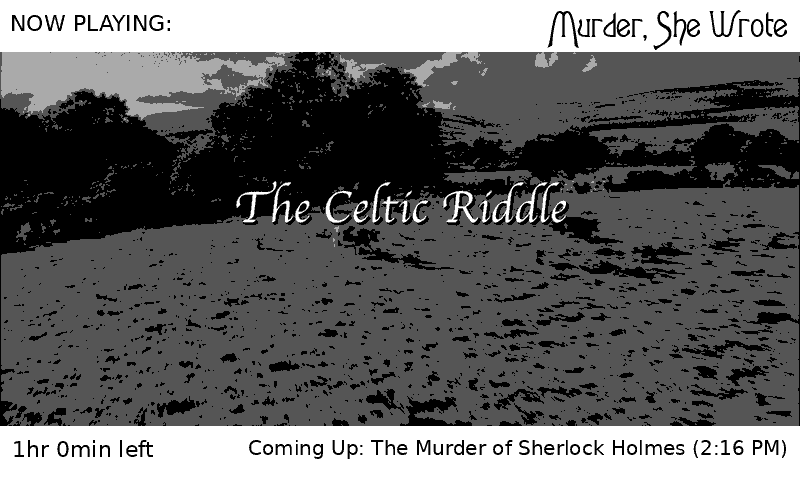 NOW PLAYING:
Murder, She Wrote
The Celtic Riddle
1hr 0min left
Coming Up: The Murder of Sherlock Holmes (2:16 PM)